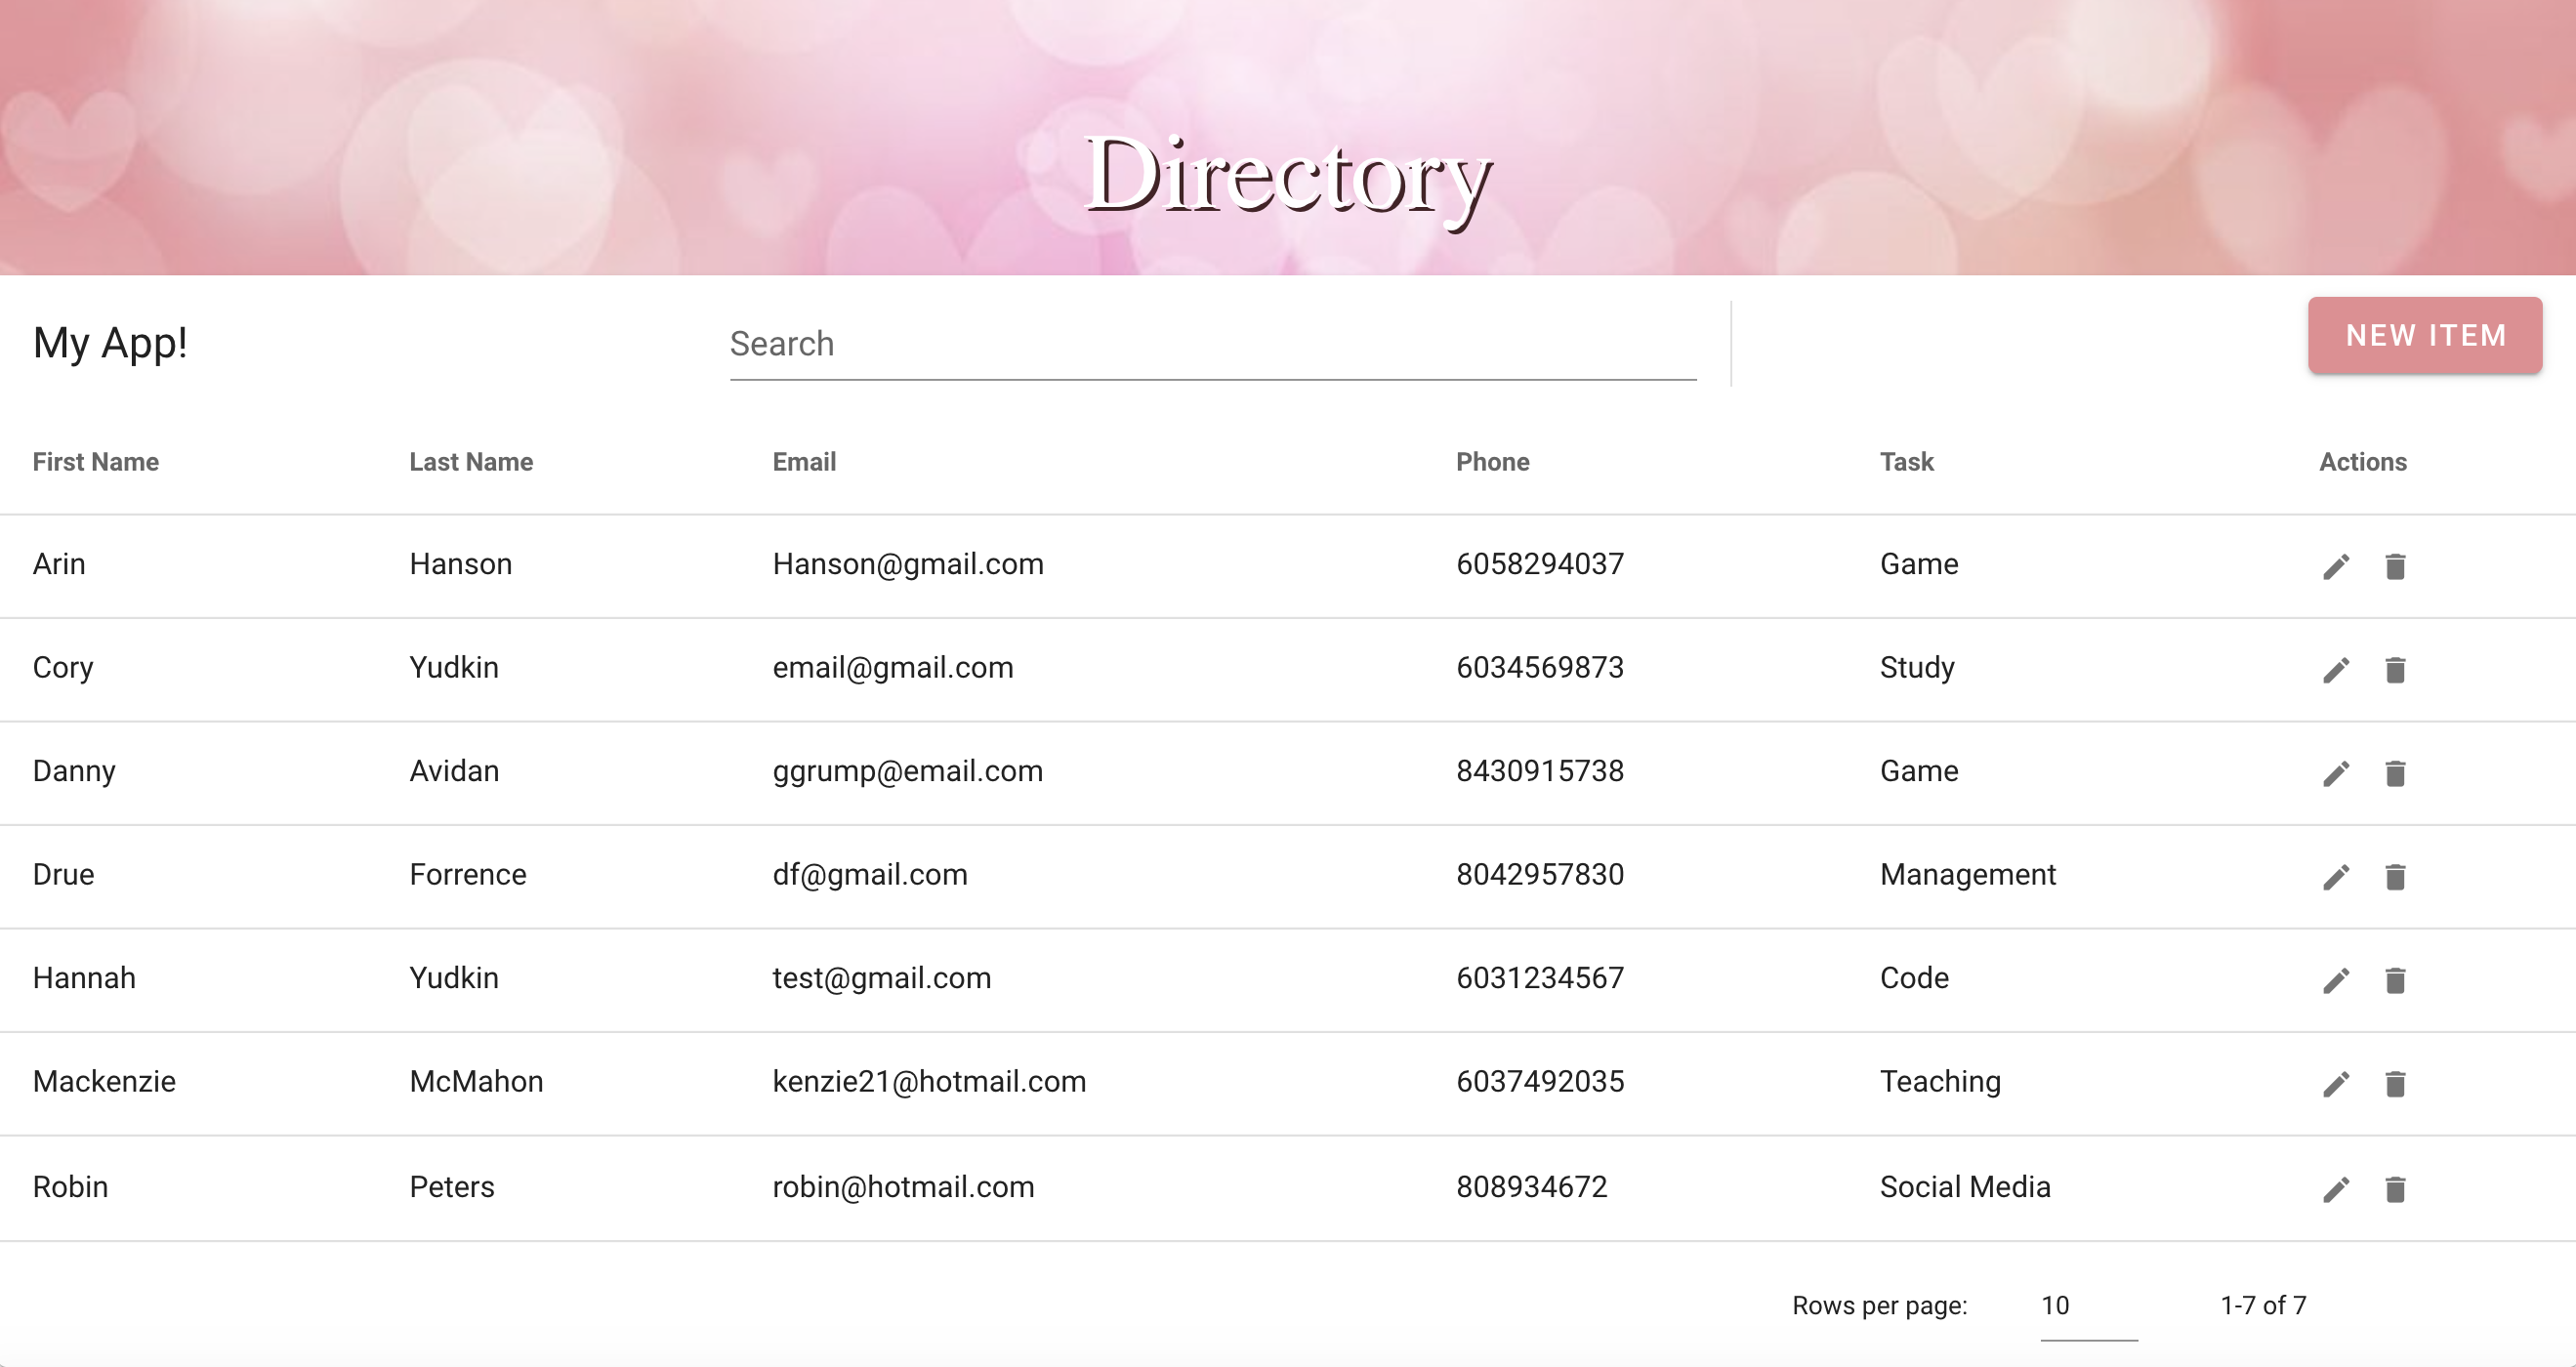 Directory
My App! Search NEW ITEM
First Name Last Name Email Phone Task Actions
Arin Hanson Hanson@gmail.com 6058294037 Game
Cory Yudkin email@gmail.com 6034569873 Study
Danny Avidan ggrump@email.com 8430915738 Game
Drue Forrence df@gmail.com 8042957830 Management
Hannah Yudkin test@gmail.com 6031234567 Code
Mackenzie McMahon kenzie21@hotmail.com 6037492035 Teaching
Robin Peters robin@hotmail.com 808934672 Social Media
Rows per page: 10 1-7 of 7